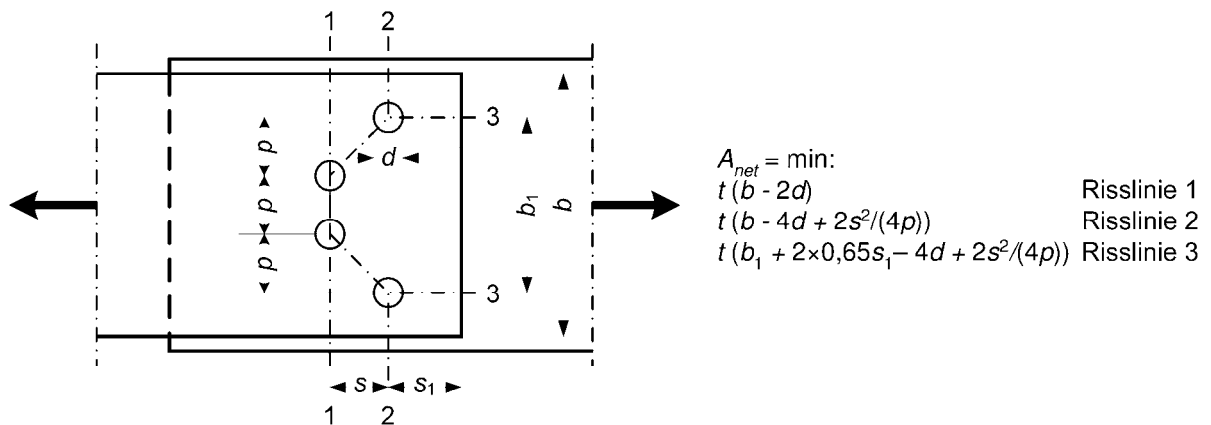 1 2
3
p
p
p
d
b₁
b
3
s s₁
1 2
Aₙₑₜ = min:
t (b - 2d) Risslinie 1
t (b - 4d + 2s²/(4p)) Risslinie 2
t (b₁ + 2×0,65s₁– 4d + 2s²/(4p)) Risslinie 3